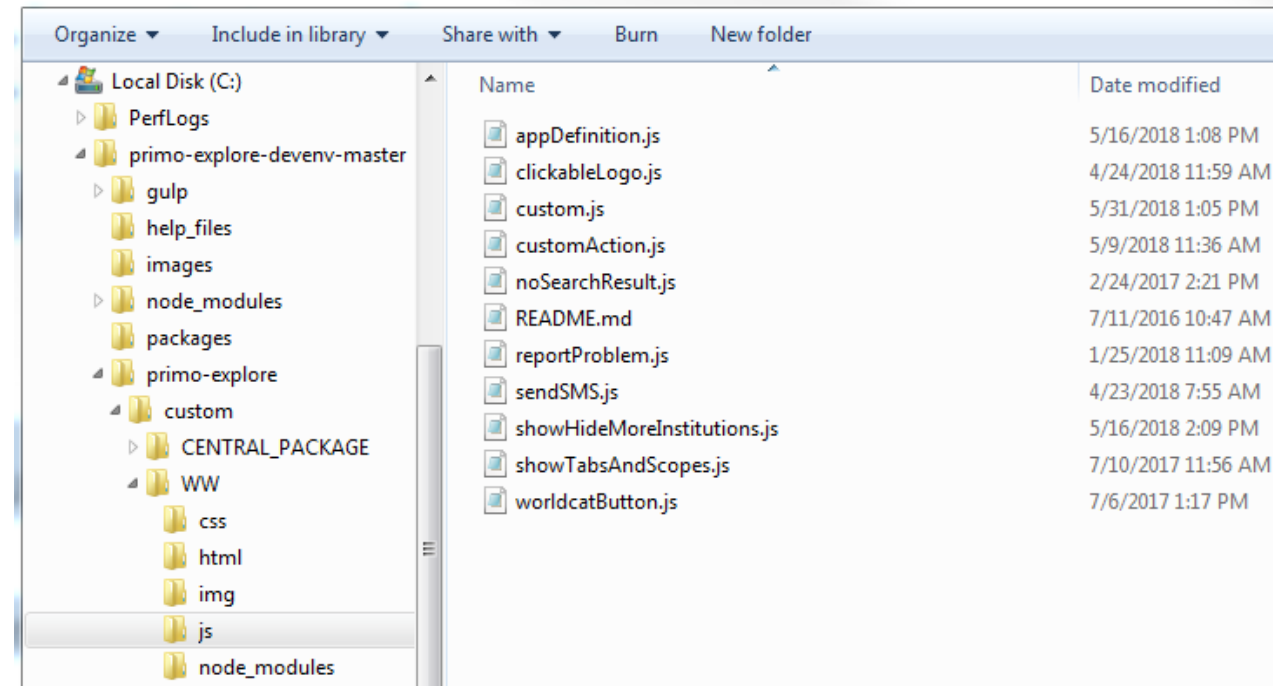 Organize Include in library Share with Burn New folder
Local Disk (C:)
PerfLogs
primo-explore-devenv-master
gulp
help_files
images
node_modules
packages
primo-explore
custom
CENTRAL_PACKAGE
WW
css
html
img
js
node_modules
Name Date modified
appDefinition.js 5/16/2018 1:08 PM
clickableLogo.js 4/24/2018 11:59 AM
custom.js 5/31/2018 1:05 PM
customAction.js 5/9/2018 11:36 AM
noSearchResult.js 2/24/2017 2:21 PM
README.md 7/11/2016 10:47 AM
reportProblem.js 1/25/2018 11:09 AM
sendSMS.js 4/23/2018 7:55 AM
showHideMoreInstitutions.js 5/16/2018 2:09 PM
showTabsAndScopes.js 7/10/2017 11:56 AM
worldcatButton.js 7/6/2017 1:17 PM